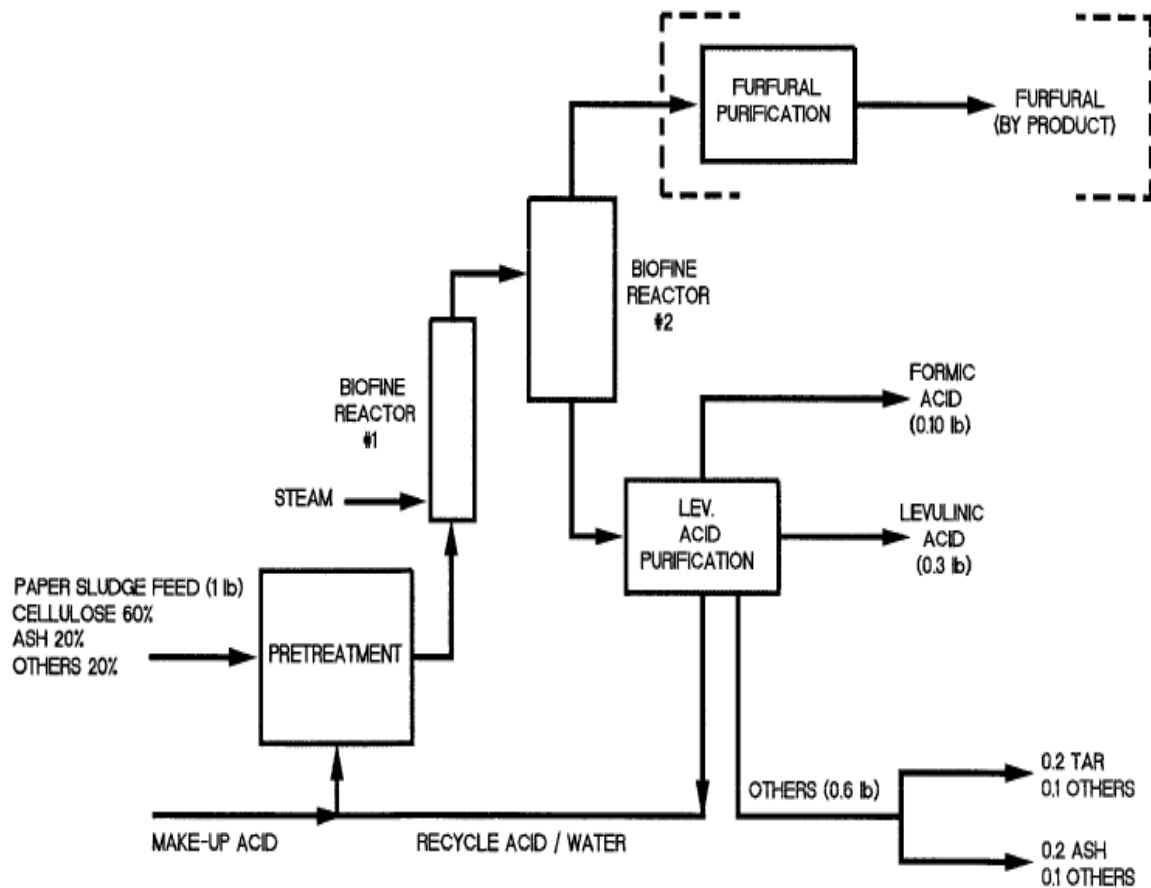 FURFURAL
PURIFICATION
FURFURAL
(BY PRODUCT)
BIOFINE
REACTOR
#2
BIOFINE
REACTOR
#1
FORMIC
ACID
(0.10 lb)
STEAM
LEV.
ACID
PURIFICATION
LEVULINIC
ACID
(0.3 lb)
PAPER SLUDGE FEED (1 lb)
CELLULOSE 60%
ASH 20%
OTHERS 20%
PRETREATMENT
OTHERS (0.6 lb)
0.2 TAR
0.1 OTHERS
MAKE-UP ACID
RECYCLE ACID / WATER
0.2 ASH
0.1 OTHERS